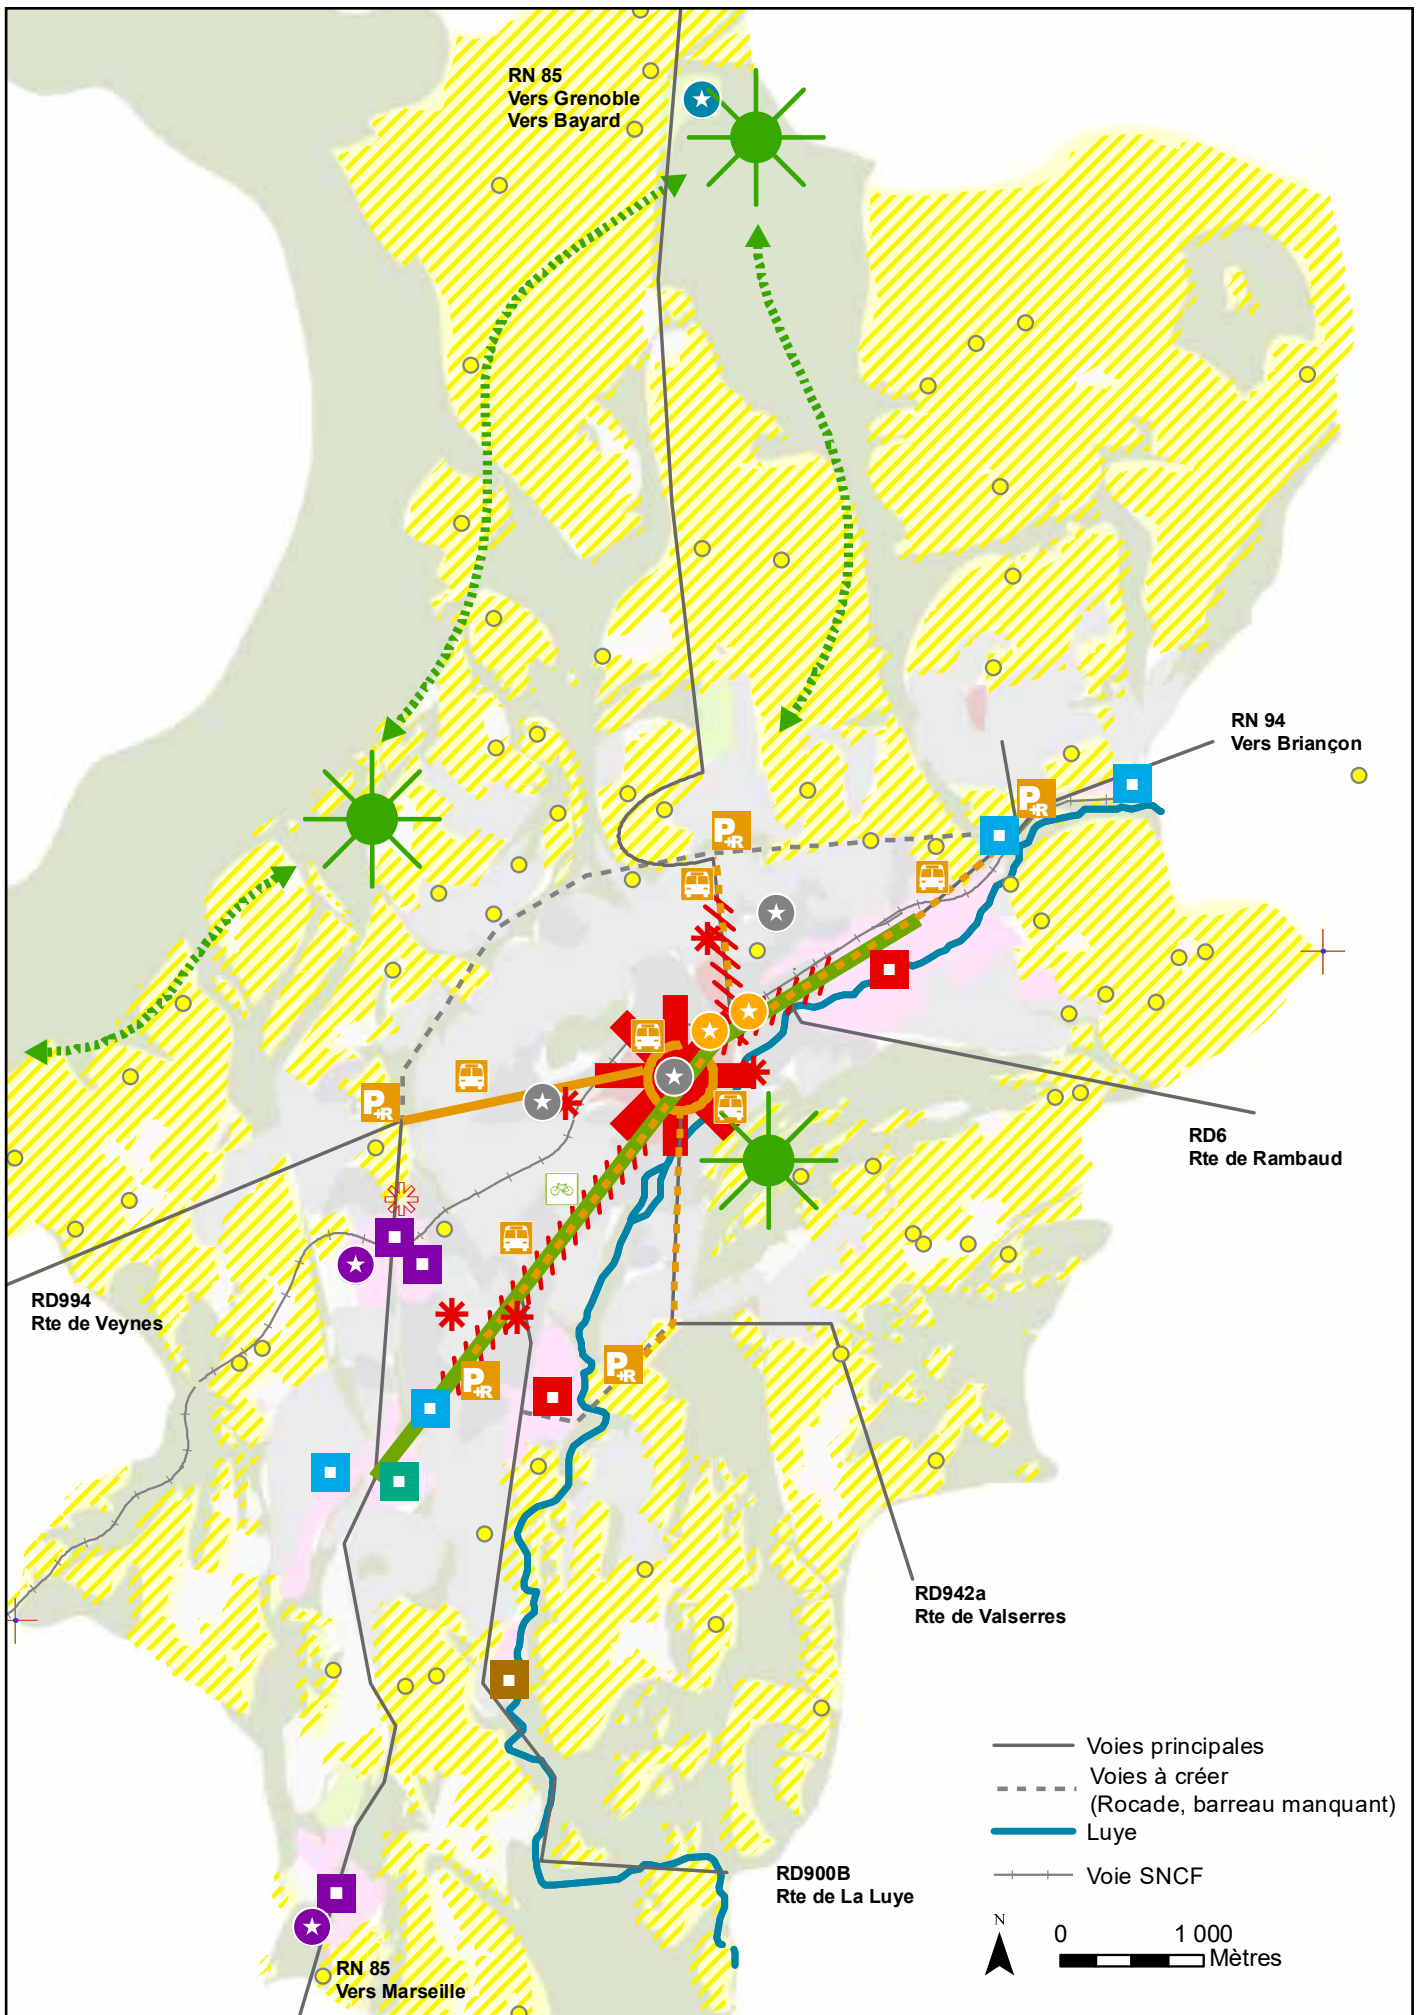 RN 85
Vers Grenoble
Vers Bayard
RN 94
Vers Briançon
P+R
P+R
P+R
RD6
Rte de Rambaud
RD994
Rte de Veynes
P+R
P+R
RD942a
Rte de Valserres
Voies principales
Voies à créer
(Rocade, barreau manquant)
Luye
Voie SNCF
RD900B
Rte de La Luye
N
0 1 000
Mètres
RN 85
Vers Marseille